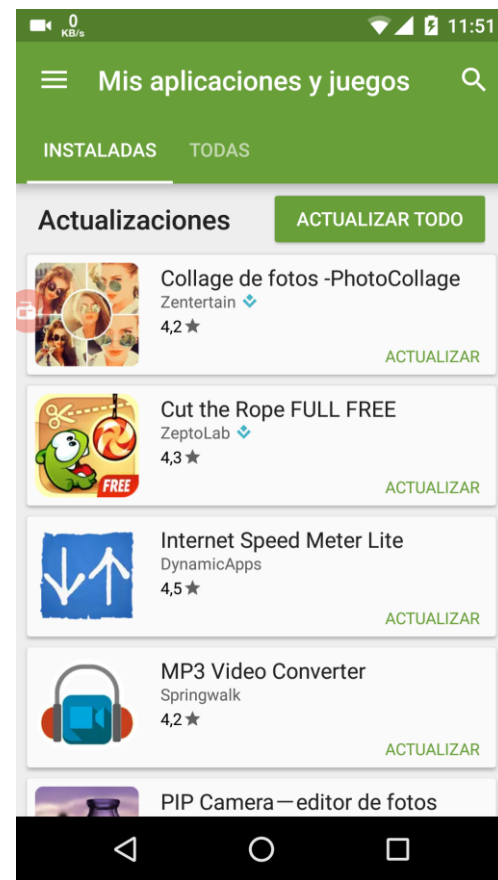 0
KB/s
11:51
Mis aplicaciones y juegos
INSTALADAS
TODAS
Actualizaciones
ACTUALIZAR TODO
Collage de fotos -PhotoCollage
Zentertain
4,2
ACTUALIZAR
Cut the Rope FULL FREE
ZeptoLab
4,3
FREE
ACTUALIZAR
Internet Speed Meter Lite
DynamicApps
4,5
ACTUALIZAR
MP3 Video Converter
Springwalk
4,2
ACTUALIZAR
PIP Camera—editor de fotos